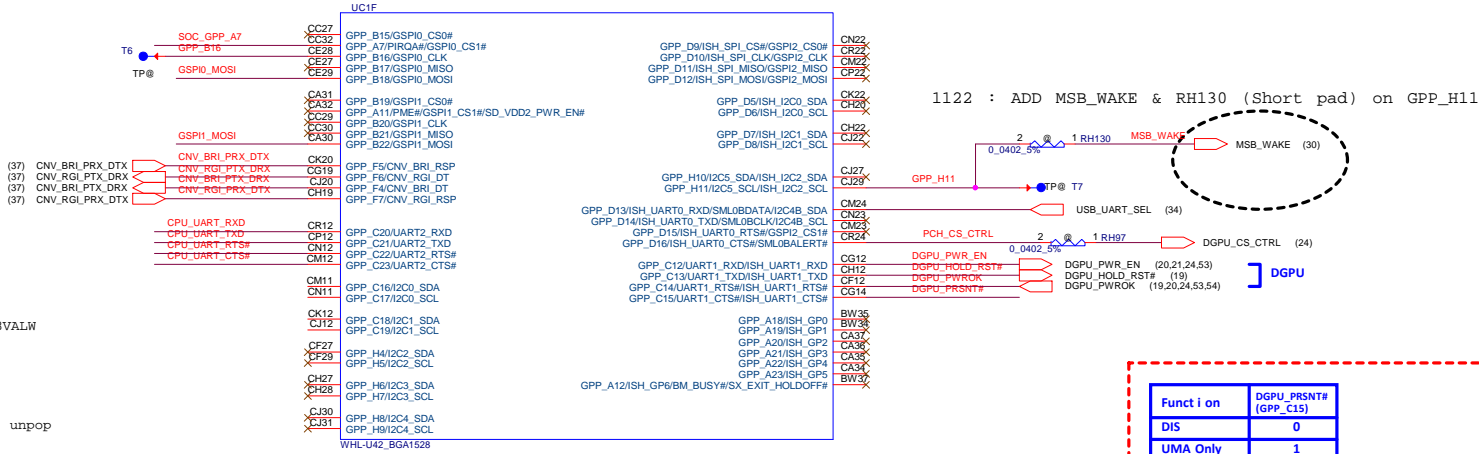 UC1F
CC27 GPP_B15/GSPI0_CS0#
SOC_GPP_A7 CC32 GPP_A7/PIRQA#/GSPI0_CS1#
T6 GPP_B16 CE28 GPP_B16/GSPI0_CLK
TP@ CE27 GPP_B17/GSPI0_MISO
GSPI0_MOSI CE29 GPP_B18/GSPI0_MOSI
CA31 GPP_B19/GSPI1_CS0#
CA32 GPP_A11/PME#/GSPI1_CS1#/SD_VDD2_PWR_EN#
CC29 GPP_B20/GSPI1_CLK
CC30 GPP_B21/GSPI1_MISO
GSPI1_MOSI CA30 GPP_B22/GSPI1_MOSI
(37) CNV_BRI_PRX_DTX CNV_BRI_PRX_DTX CK20 GPP_F5/CNV_BRI_RSP
(37) CNV_RGI_PTX_DRX CNV_RGI_PTX_DRX CG19 GPP_F6/CNV_RGI_DT
(37) CNV_BRI_PTX_DRX CNV_BRI_PTX_DRX CJ20 GPP_F4/CNV_BRI_DT
(37) CNV_RGI_PRX_DTX CNV_RGI_PRX_DTX CH19 GPP_F7/CNV_RGI_RSP
CPU_UART_RXD CR12 GPP_C20/UART2_RXD
CPU_UART_TXD CP12 GPP_C21/UART2_TXD
CPU_UART_RTS# CN12 GPP_C22/UART2_RTS#
CPU_UART_CTS# CM12 GPP_C23/UART2_CTS#
CM11 GPP_C16/I2C0_SDA
CN11 GPP_C17/I2C0_SCL
CK12 GPP_C18/I2C1_SDA
CJ12 GPP_C19/I2C1_SCL
VALW
CF27 GPP_H4/I2C2_SDA
CF29 GPP_H5/I2C2_SCL
CH27 GPP_H6/I2C3_SDA
CH28 GPP_H7/I2C3_SCL
CJ30 GPP_H8/I2C4_SDA
CJ31 GPP_H9/I2C4_SCL
unpop
WHL-U42_BGA1528
GPP_D9/ISH_SPI_CS#/GSPI2_CS0# CN22
GPP_D10/ISH_SPI_CLK/GSPI2_CLK CR22
GPP_D11/ISH_SPI_MISO/GSPI2_MISO CM22
GPP_D12/ISH_SPI_MOSI/GSPI2_MOSI CP22
GPP_D5/ISH_I2C0_SDA CK22
GPP_D6/ISH_I2C0_SCL CH20
GPP_D7/ISH_I2C1_SDA CH22
GPP_D8/ISH_I2C1_SCL CJ22
GPP_H10/I2C5_SDA/ISH_I2C2_SDA CJ27
GPP_H11/I2C5_SCL/ISH_I2C2_SCL CJ29 GPP_H11 TP@ T7
1122 : ADD MSB_WAKE & RH130 (Short pad) on GPP_H11
2 @ 1 RH130 MSB_WAKE MSB_WAKE (30)
0_0402_5%
GPP_D13/ISH_UART0_RXD/SML0BDATA/I2C4B_SDA CM24 USB_UART_SEL (34)
GPP_D14/ISH_UART0_TXD/SML0BCLK/I2C4B_SCL CN23
GPP_D15/ISH_UART0_RTS#/GSPI2_CS1# CM23
GPP_D16/ISH_UART0_CTS#/SML0BALERT# CR24 PCH_CS_CTRL 2 @ 1 RH97 DGPU_CS_CTRL (24)
0_0402_5%
GPP_C12/UART1_RXD/ISH_UART1_RXD CG12 DGPU_PWR_EN DGPU_PWR_EN (20,21,24,53)
GPP_C13/UART1_TXD/ISH_UART1_TXD CH12 DGPU_HOLD_RST# DGPU_HOLD_RST# (19)
GPP_C14/UART1_RTS#/ISH_UART1_RTS# CF12 DGPU_PWROK DGPU_PWROK (19,20,24,53,54)
GPP_C15/UART1_CTS#/ISH_UART1_CTS# CG14 DGPU_PRSNT#
DGPU
GPP_A18/ISH_GP0 BW35
GPP_A19/ISH_GP1 BW34
GPP_A20/ISH_GP2 CA37
GPP_A21/ISH_GP3 CA36
GPP_A22/ISH_GP4 CA35
GPP_A23/ISH_GP5 CA34
GPP_A12/ISH_GP6/BM_BUSY#/SX_EXIT_HOLDOFF# BW37
Funct i on DGPU_PRSNT# (GPP_C15)
DIS 0
UMA Only 1